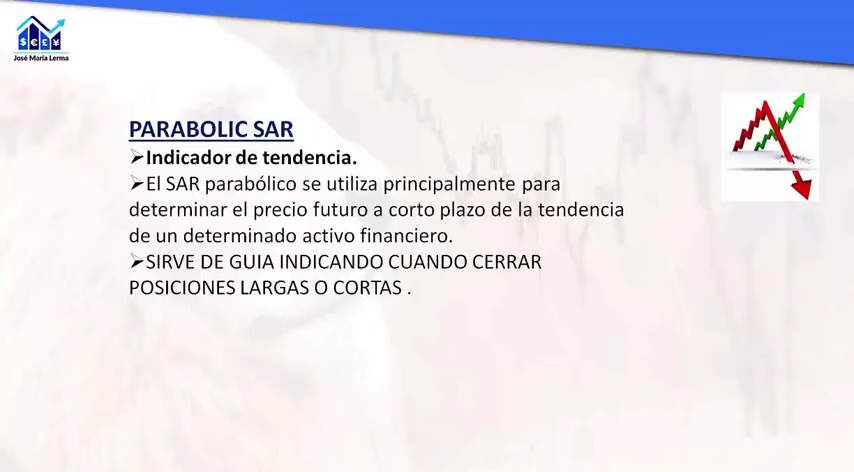 $ € £ ¥
José María Lerma
PARABOLIC SAR
➢Indicador de tendencia.
➢El SAR parabólico se utiliza principalmente para
determinar el precio futuro a corto plazo de la tendencia
de un determinado activo financiero.
➢SIRVE DE GUIA INDICANDO CUANDO CERRAR
POSICIONES LARGAS O CORTAS .